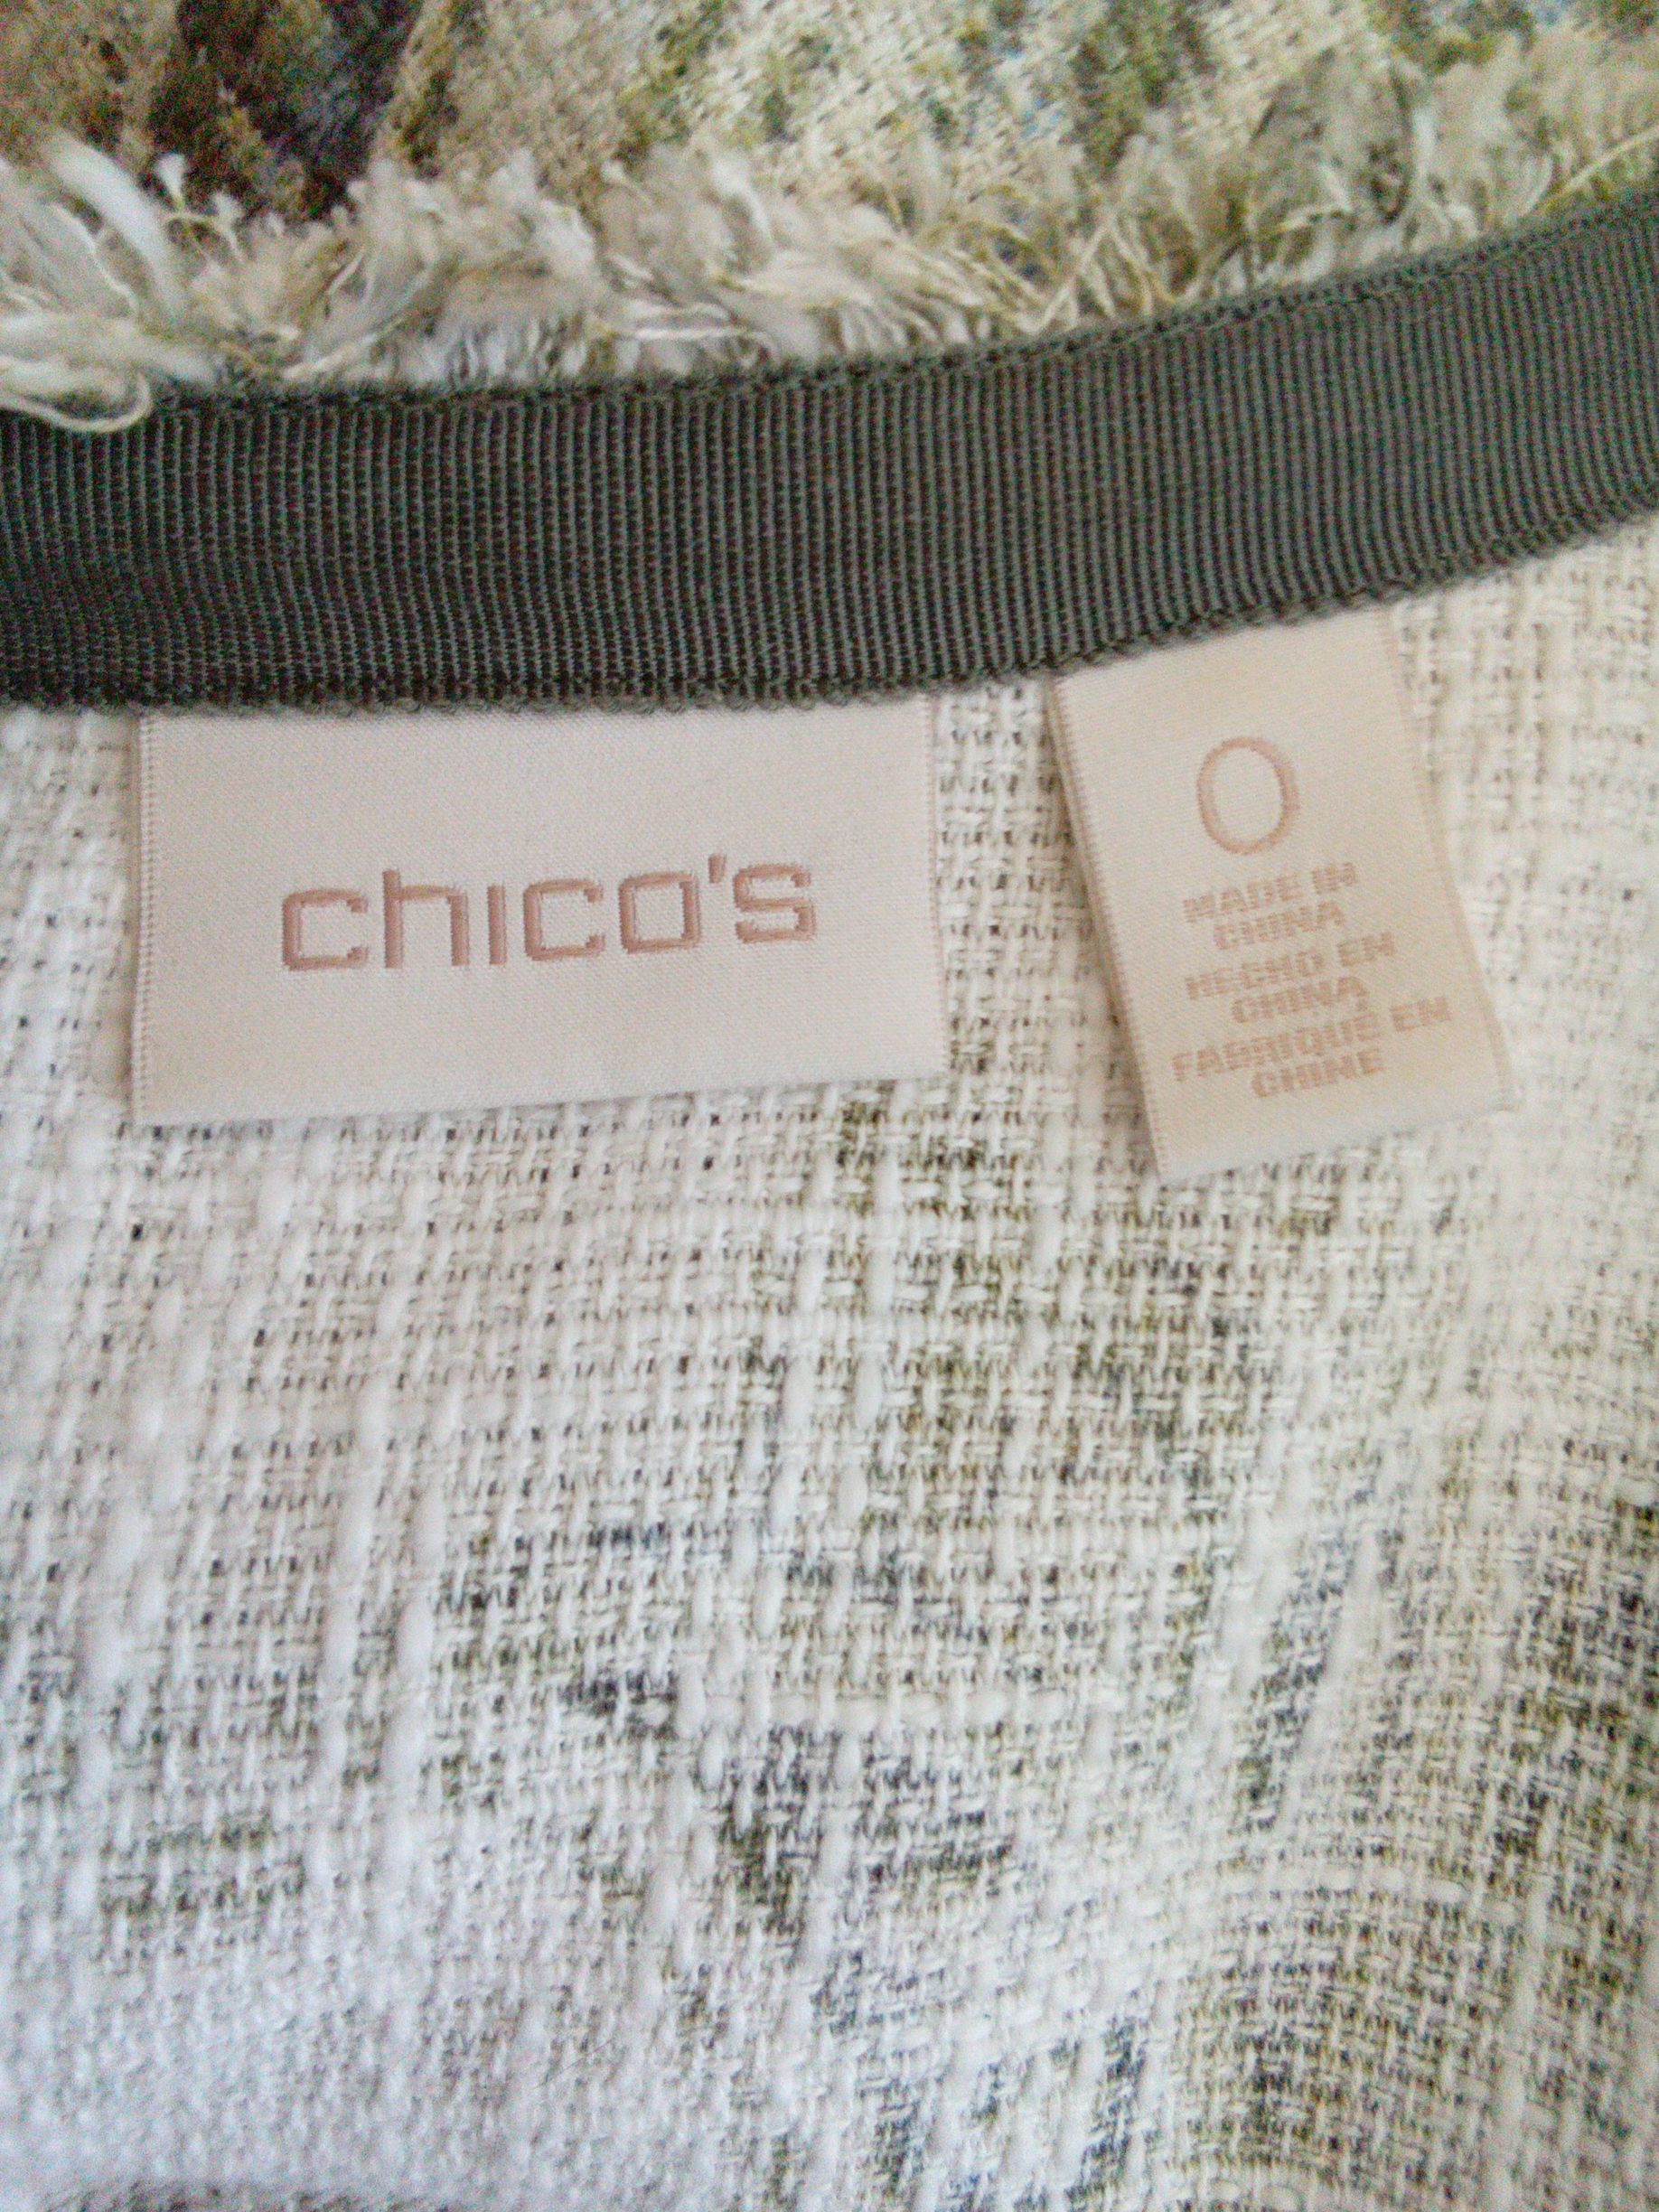 chico's
0
MADE IN
CHINA
HECHO EN
CHINA
FABRIQUÉ EN
CHINE